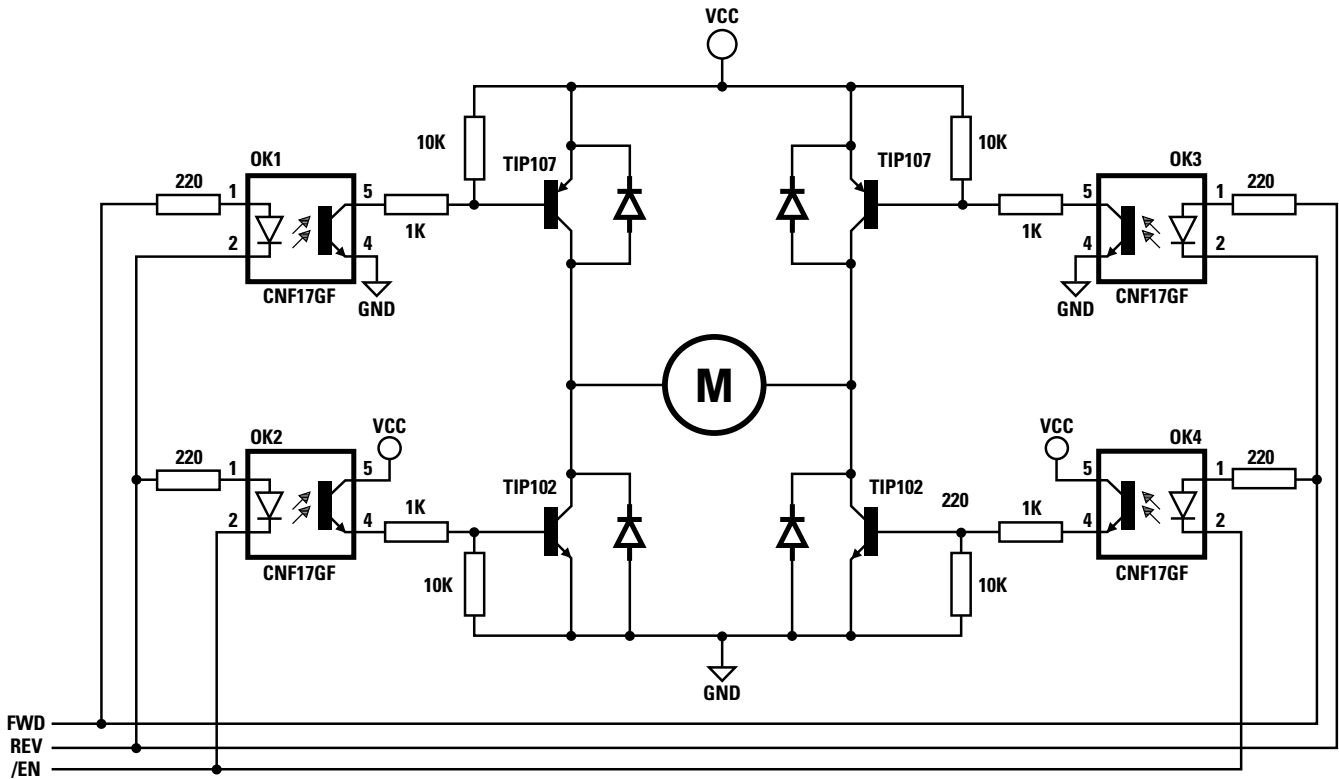 VCC
10K
TIP107
TIP107
10K
OK1
OK3
220
1
5
1K
1K
5
1
220
2
4
4
2
CNF17GF
GND
GND
CNF17GF
M
OK2
VCC
VCC
OK4
220
1
5
TIP102
TIP102
5
1
220
2
4
1K
220
1K
4
2
CNF17GF
10K
10K
CNF17GF
GND
FWD
REV
/EN